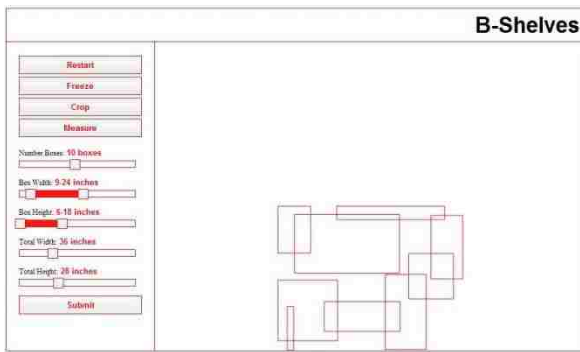 B-Shelves
Restart
Freeze
Crop
Measure
Number Boxes: 10 boxes
Box Width: 9-24 inches
Box Height: 6-18 inches
Total Width: 36 inches
Total Height: 28 inches
Submit